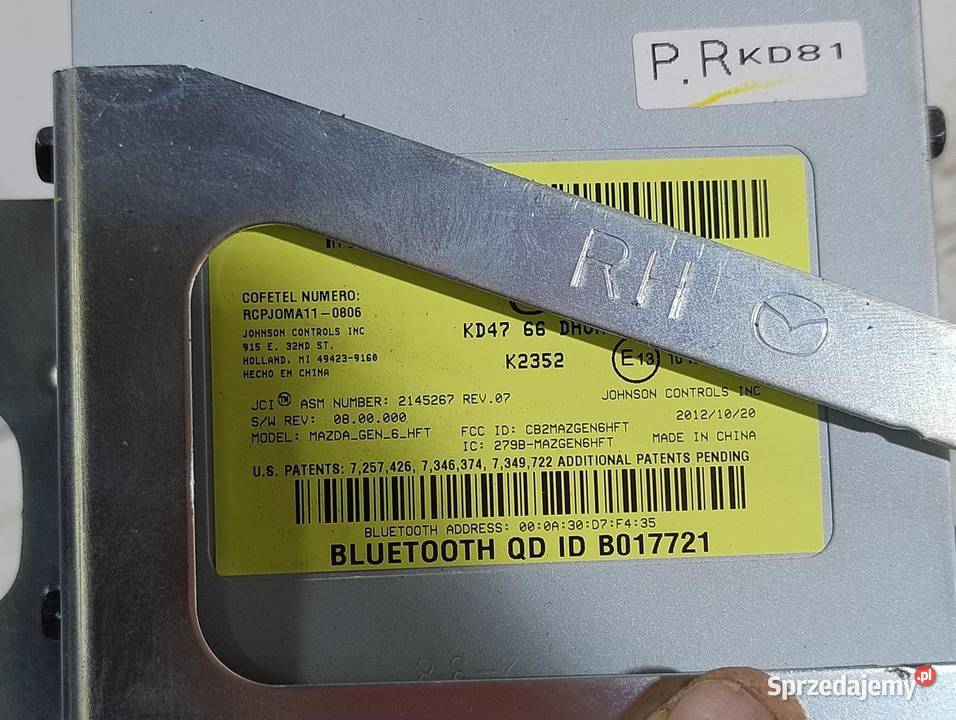 P.RKD81
RH
COFETEL NUMERO:
RCPJOMA11-0806
JOHNSON CONTROLS INC
915 E. 32ND ST.
HOLLAND, MI 49423-9160
HECHO EN CHINA
KD47 66
K2352
E 13
JOHNSON CONTROLS INC
JCI™ ASM NUMBER: 2145267 REV.07
S/W REV: 08.00.000
2012/10/20
MODEL: MAZDA_GEN_6_HFT
FCC ID: CB2MAZGEN6HFT
IC: 279B-MAZGEN6HFT
MADE IN CHINA
U.S. PATENTS: 7,257,426, 7,346,374, 7,349,722 ADDITIONAL PATENTS PENDING
BLUETOOTH ADDRESS: 00:0A:30:D7:F4:35
BLUETOOTH QD ID B017721
Sprzedajemy.pl